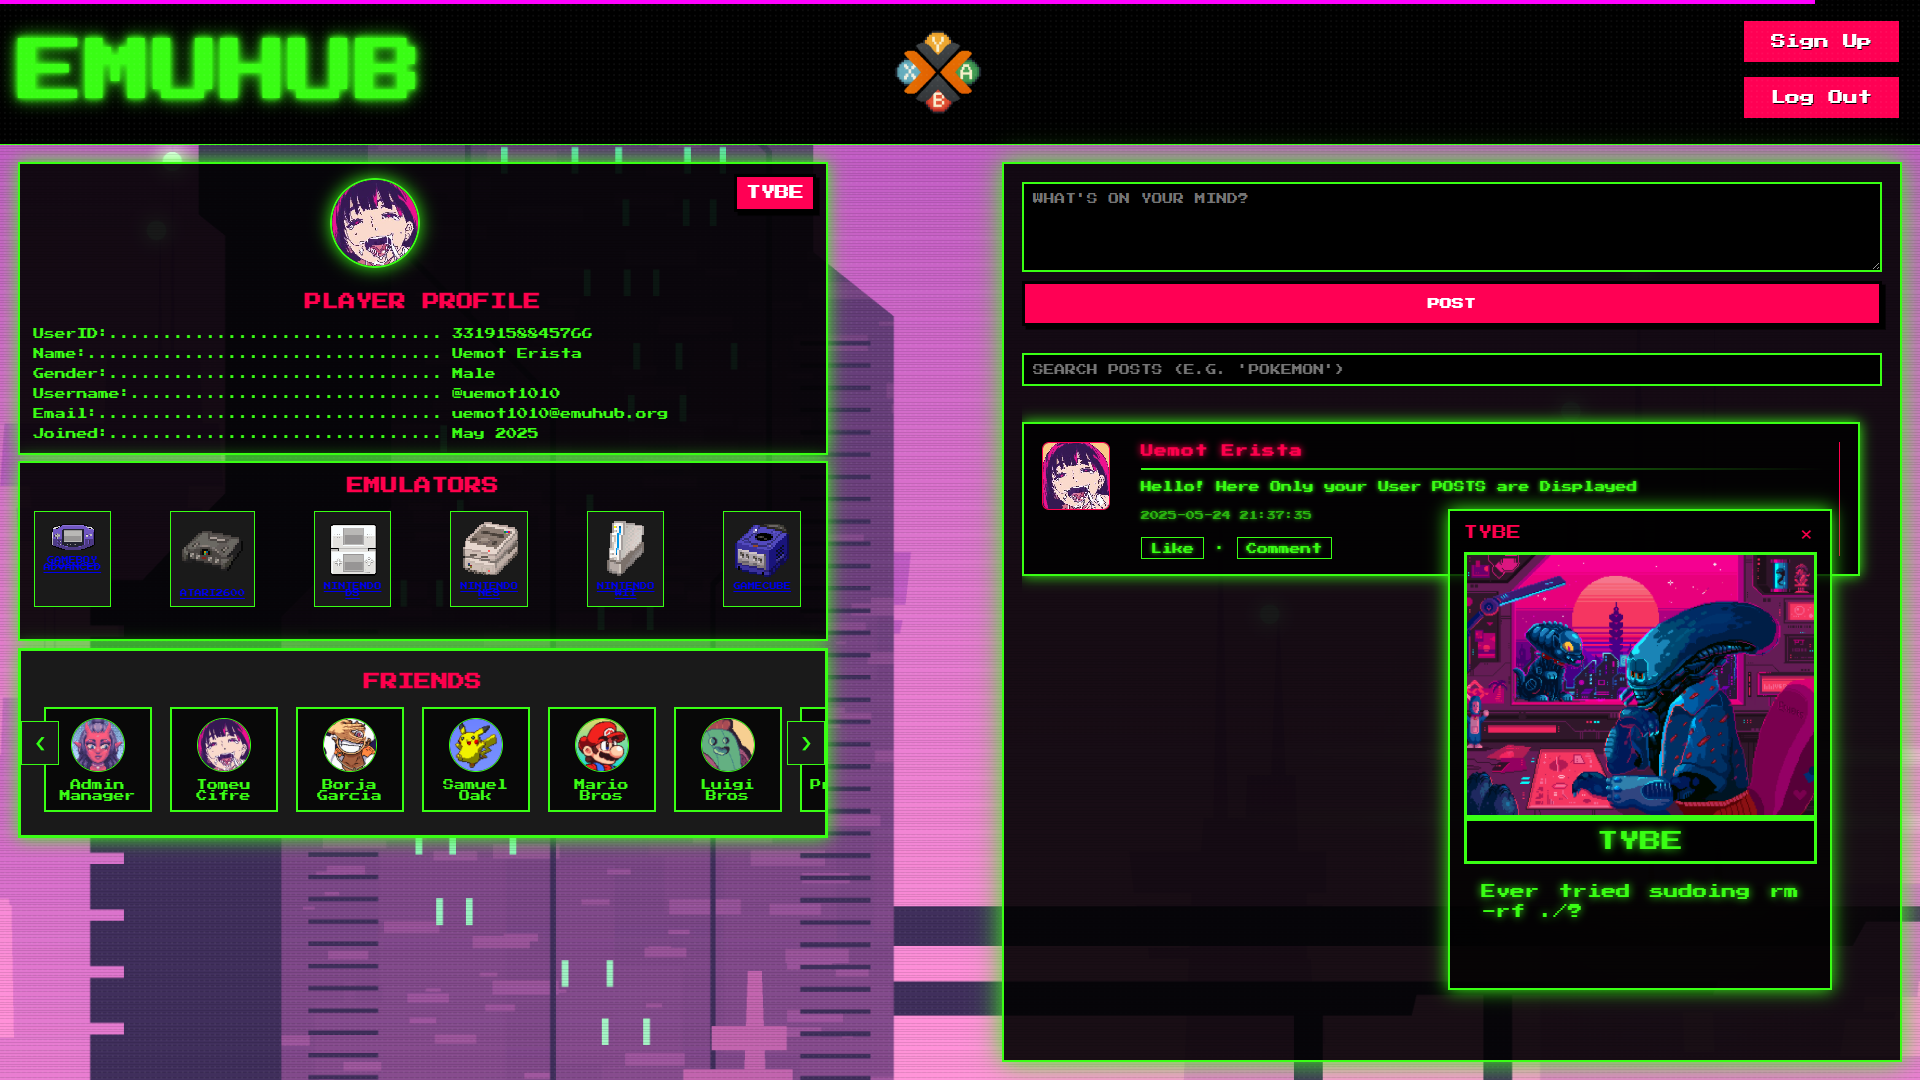 EMUHUB
Y
X A
B
Sign Up
Log Out
TYBE
PLAYER PROFILE
UserID:............................... 33191588457GG
Name:................................. Uemot Erista
Gender:............................... Male
Username:............................. @uemot1010
Email:................................ uemot1010@emuhub.org
Joined:............................... May 2025
EMULATORS
GAMEBOY
NINTENDO
DS
NINTENDO
NES
NINTENDO
WII
GAMECUBE
FRIENDS
‹
Admin
Manager
Tomeu
Cifre
Borja
Garcia
Samuel
Oak
Mario
Bros
Luigi
Bros
›
WHAT'S ON YOUR MIND?
POST
SEARCH POSTS (E.G. 'POKEMON')
Uemot Erista
Hello! Here Only your User POSTS are Displayed
2025-05-24 21:37:35
Like · Comment
TYBE ×
TYBE
Ever tried sudoing rm
-rf ./?